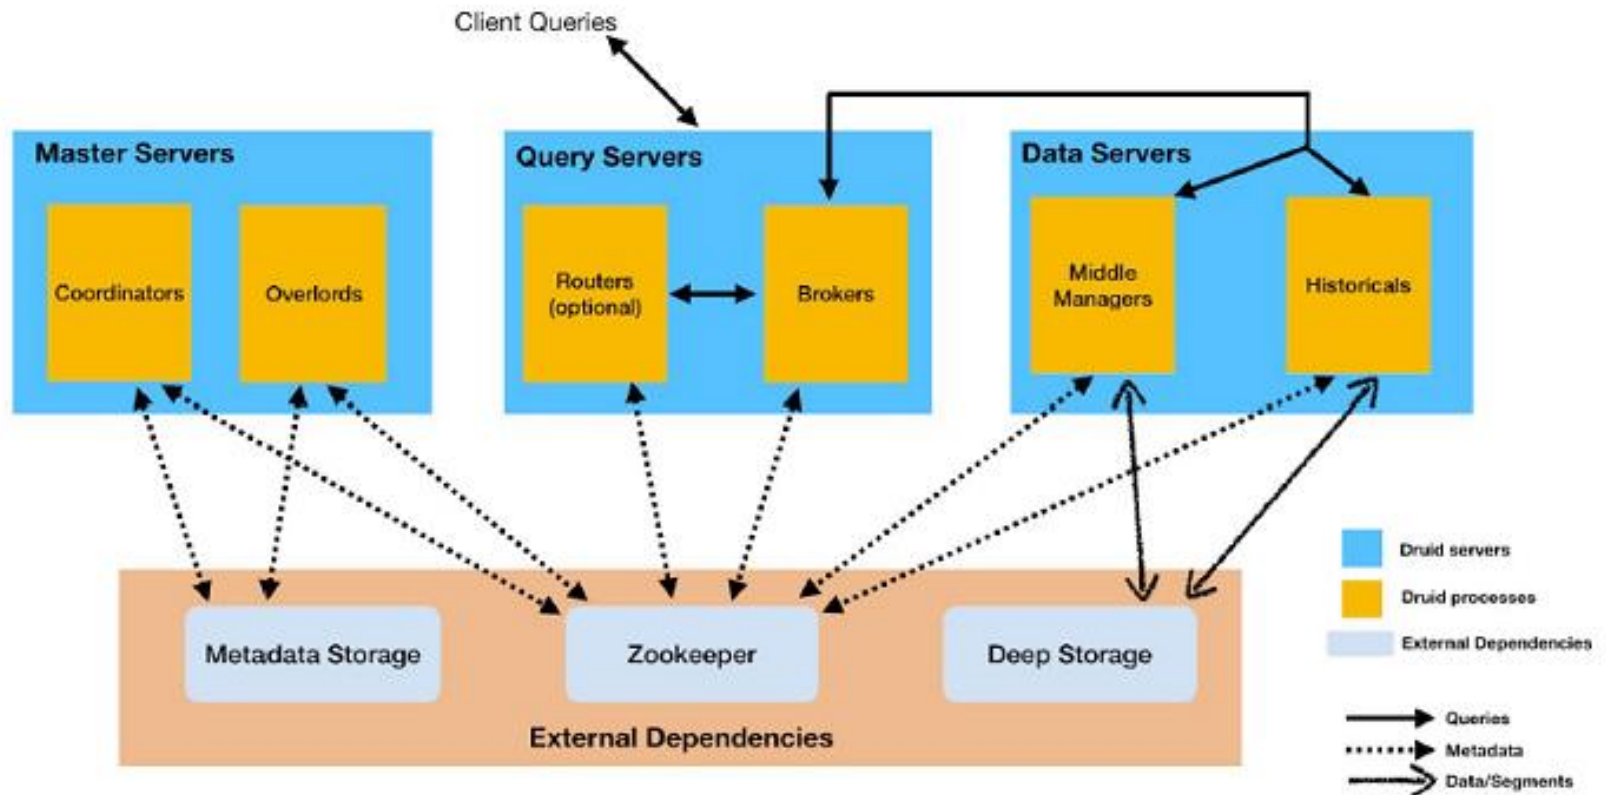 Client Queries
Master Servers
Query Servers
Data Servers
Coordinators
Overlords
Routers
(optional)
Brokers
Middle
Managers
Historicals
Metadata Storage
Zookeeper
Deep Storage
External Dependencies
Druid servers
Druid processes
External Dependencies
Queries
Metadata
Data/Segments